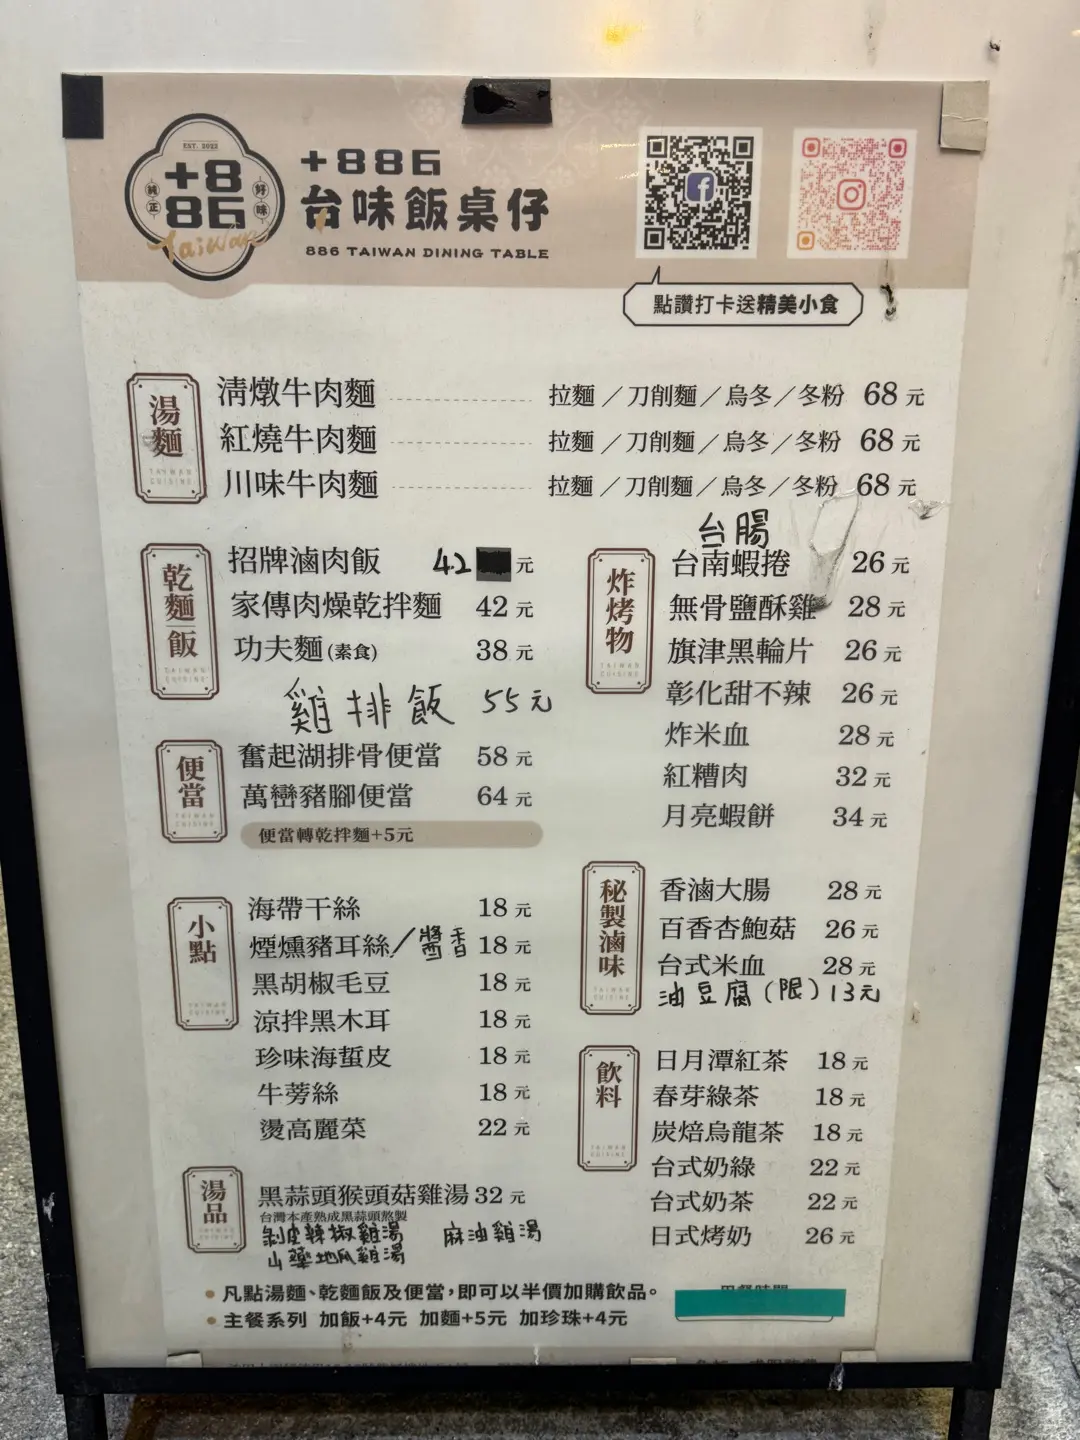 EST. 2022
+8
86
純正
好味
Taiwan
+886
台味飯桌仔
886 TAIWAN DINING TABLE
點讚打卡送精美小食
湯麵
TAIWAN
CUISINE
清燉牛肉麵 拉麵／刀削麵／烏冬／冬粉 68元
紅燒牛肉麵 拉麵／刀削麵／烏冬／冬粉 68元
川味牛肉麵 拉麵／刀削麵／烏冬／冬粉 68元
乾麵|飯
TAIWAN
CUISINE
招牌滷肉飯 42 元
家傳肉燥乾拌麵 42元
功夫麵(素食) 38元
雞排飯 55元
便當
TAIWAN
CUISINE
奮起湖排骨便當 58元
萬巒豬腳便當 64元
便當轉乾拌麵+5元
小點
TAIWAN
CUISINE
海帶干絲 18元
煙燻豬耳絲／醬香 18元
黑胡椒毛豆 18元
涼拌黑木耳 18元
珍味海蜇皮 18元
牛蒡絲 18元
燙高麗菜 22元
湯品
TAIWAN
CUISINE
黑蒜頭猴頭菇雞湯 32元
台灣本產熟成黑蒜頭熬製
剝皮辣椒雞湯 麻油雞湯
山藥地瓜雞湯
炸烤物
TAIWAN
CUISINE
台腸
台南蝦捲 26元
無骨鹽酥雞 28元
旗津黑輪片 26元
彰化甜不辣 26元
炸米血 28元
紅糟肉 32元
月亮蝦餅 34元
秘製滷味
TAIWAN
CUISINE
香滷大腸 28元
百香杏鮑菇 26元
台式米血 28元
油豆腐(限) 13元
飲料
TAIWAN
CUISINE
日月潭紅茶 18元
春芽綠茶 18元
炭焙烏龍茶 18元
台式奶綠 22元
台式奶茶 22元
日式烤奶 26元
• 凡點湯麵、乾麵飯及便當，即可以半價加購飲品。
• 主餐系列 加飯+4元 加麵+5元 加珍珠+4元